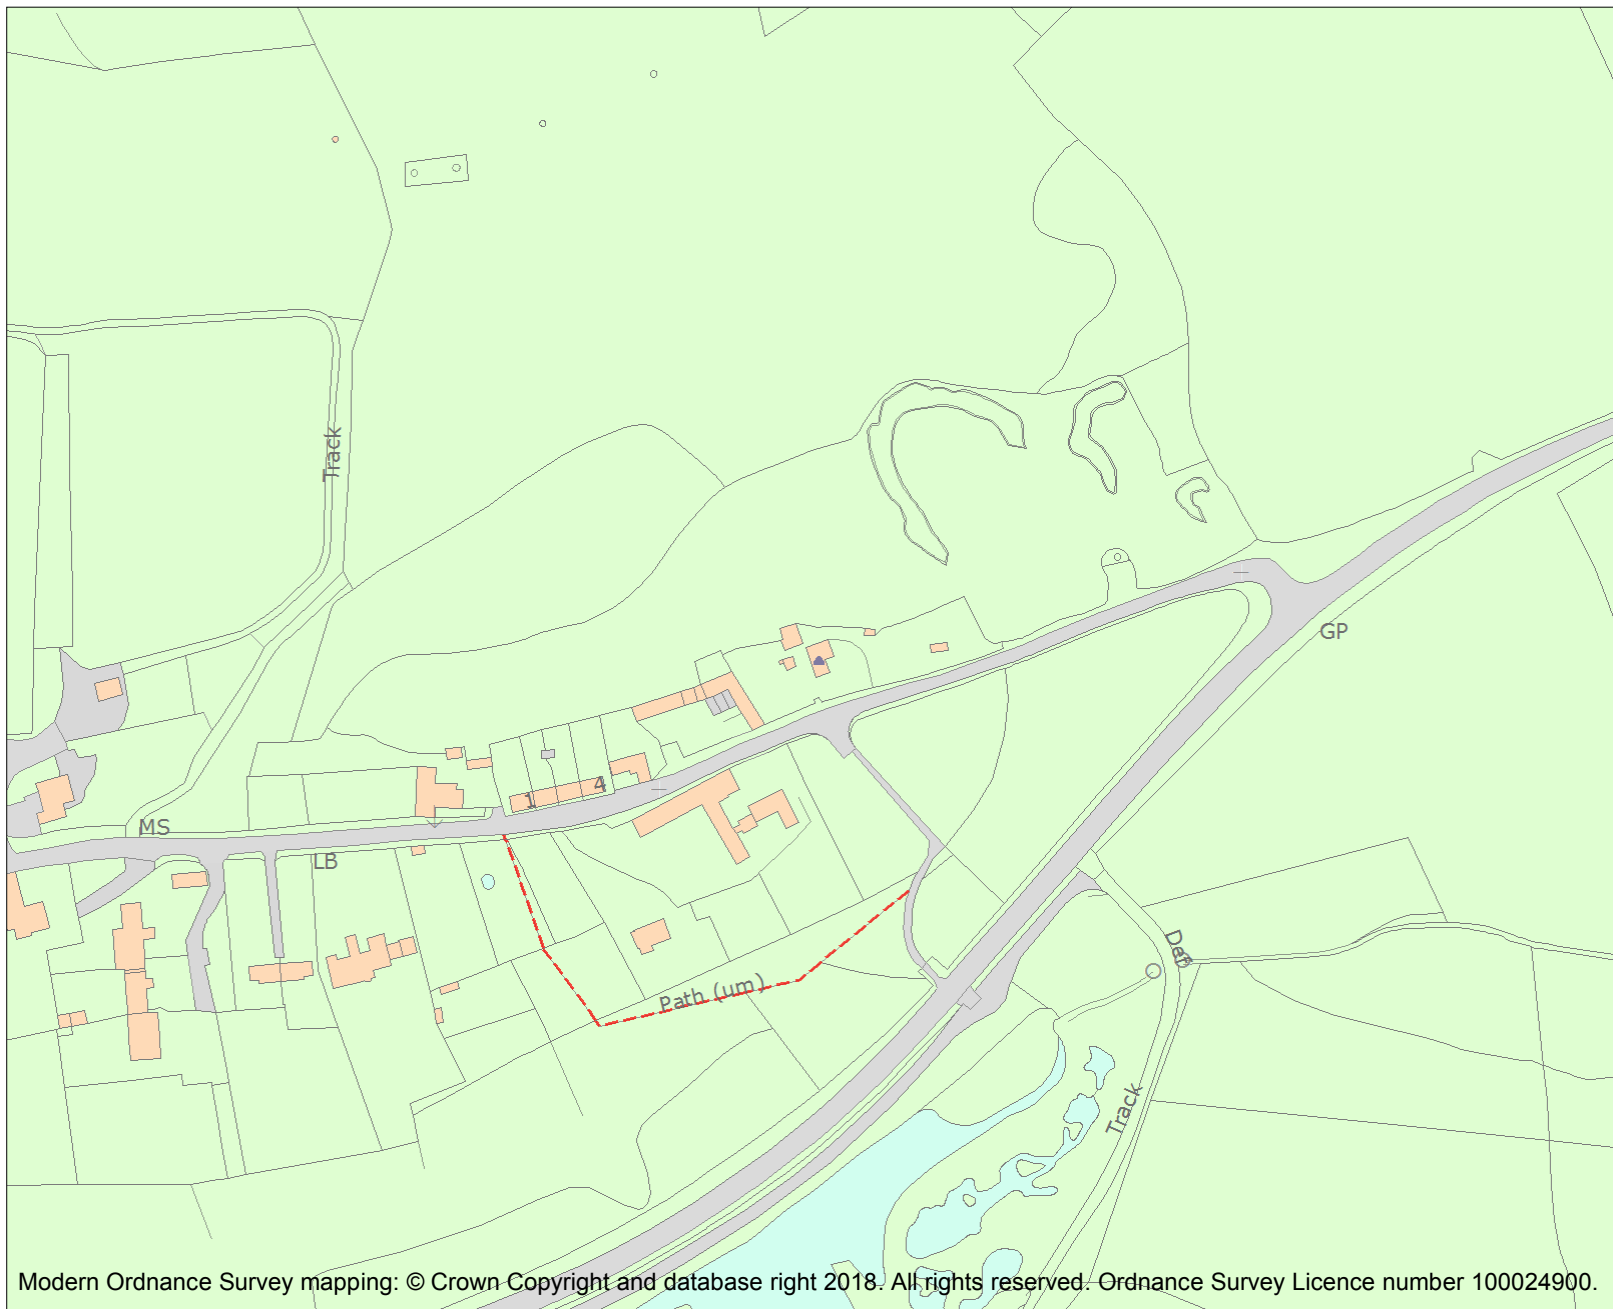 Track
GP
1
4
MS
LB
Def
Path (um)
Track
Modern Ordnance Survey mapping: © Crown Copyright and database right 2018. All rights reserved. Ordnance Survey Licence number 100024900.